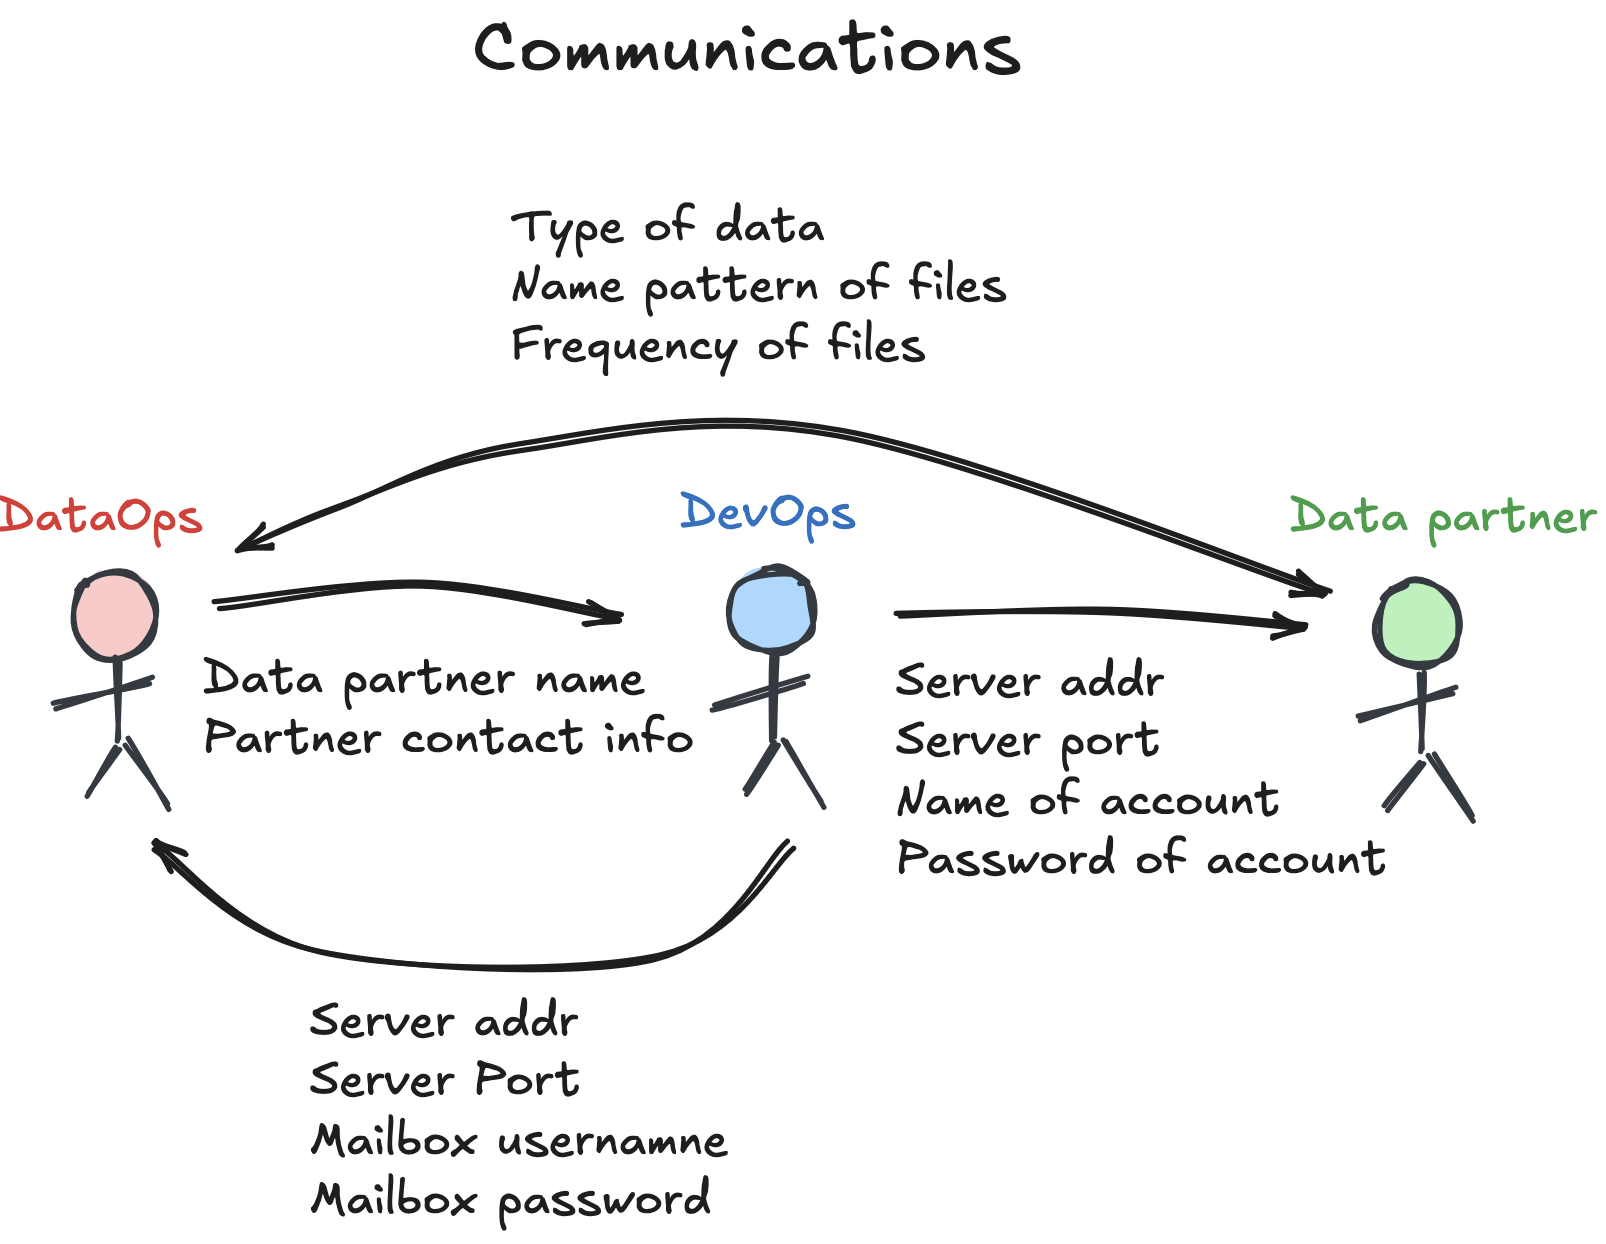 Communications
Type of data
Name pattern of files
Frequency of files
DataOps
DevOps
Data partner
Data partner name
Partner contact info
Server addr
Server port
Name of account
Password of account
Server addr
Server Port
Mailbox usernamne
Mailbox password